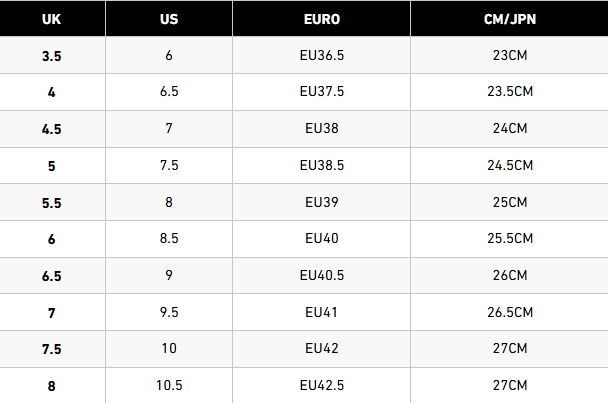 UK US EURO CM/JPN
3.5 6 EU36.5 23CM
4 6.5 EU37.5 23.5CM
4.5 7 EU38 24CM
5 7.5 EU38.5 24.5CM
5.5 8 EU39 25CM
6 8.5 EU40 25.5CM
6.5 9 EU40.5 26CM
7 9.5 EU41 26.5CM
7.5 10 EU42 27CM
8 10.5 EU42.5 27CM